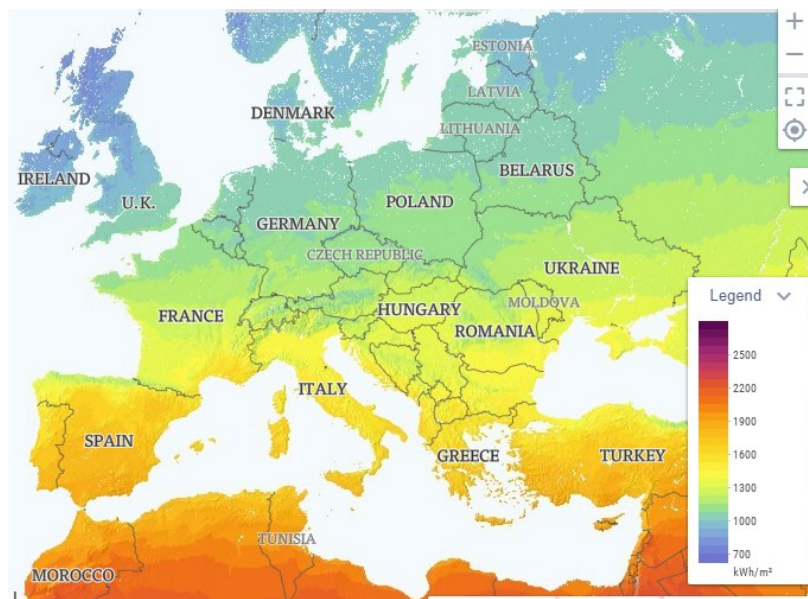 ESTONIA
LATVIA
DENMARK
LITHUANIA
IRELAND
BELARUS
U.K.
POLAND
GERMANY
CZECH REPUBLIC
UKRAINE
FRANCE
HUNGARY
MOLDOVA
ROMANIA
ITALY
SPAIN
GREECE
TURKEY
TUNISIA
MOROCCO
+
−
Legend
2500
2200
1900
1600
1300
1000
700
kWh/m²